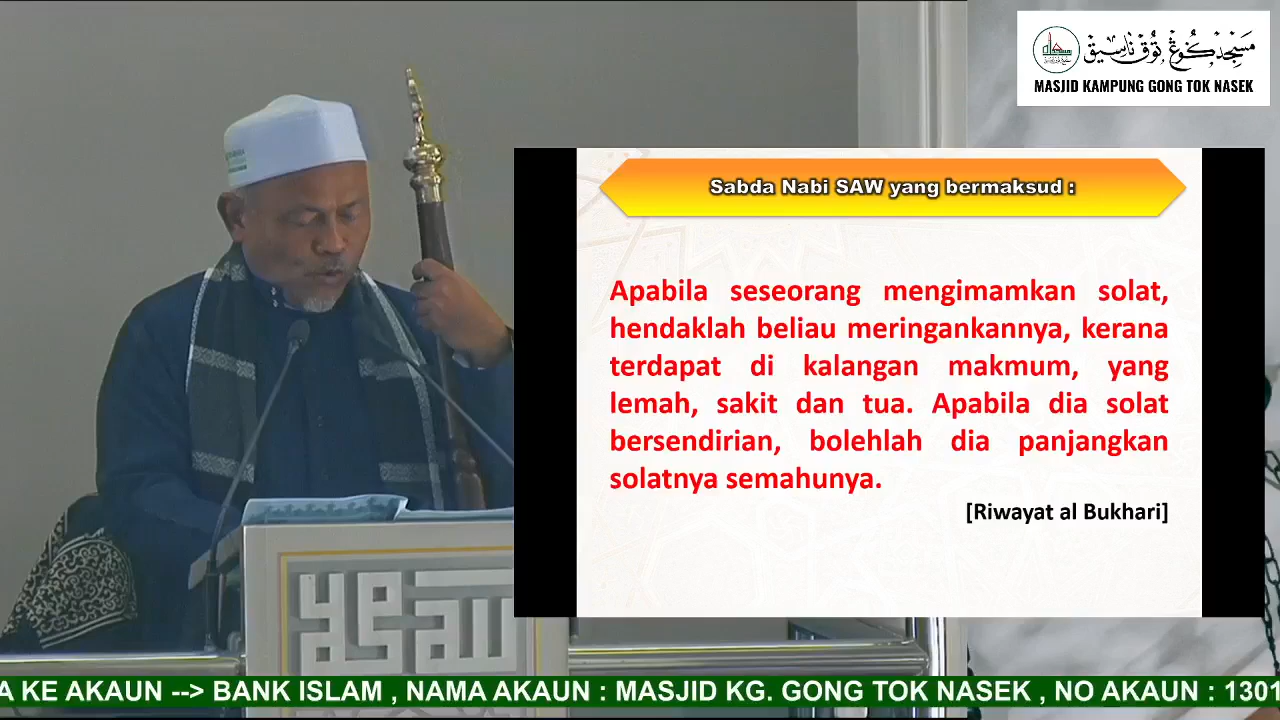 مسجد كوڠ توق ناسيق
MASJID KAMPUNG GONG TOK NASEK
Sabda Nabi SAW yang bermaksud :
Apabila seseorang mengimamkan solat,
hendaklah beliau meringankannya, kerana
terdapat di kalangan makmum, yang
lemah, sakit dan tua. Apabila dia solat
bersendirian, bolehlah dia panjangkan
solatnya semahunya.
[Riwayat al Bukhari]
A KE AKAUN --> BANK ISLAM , NAMA AKAUN : MASJID KG. GONG TOK NASEK , NO AKAUN : 1301